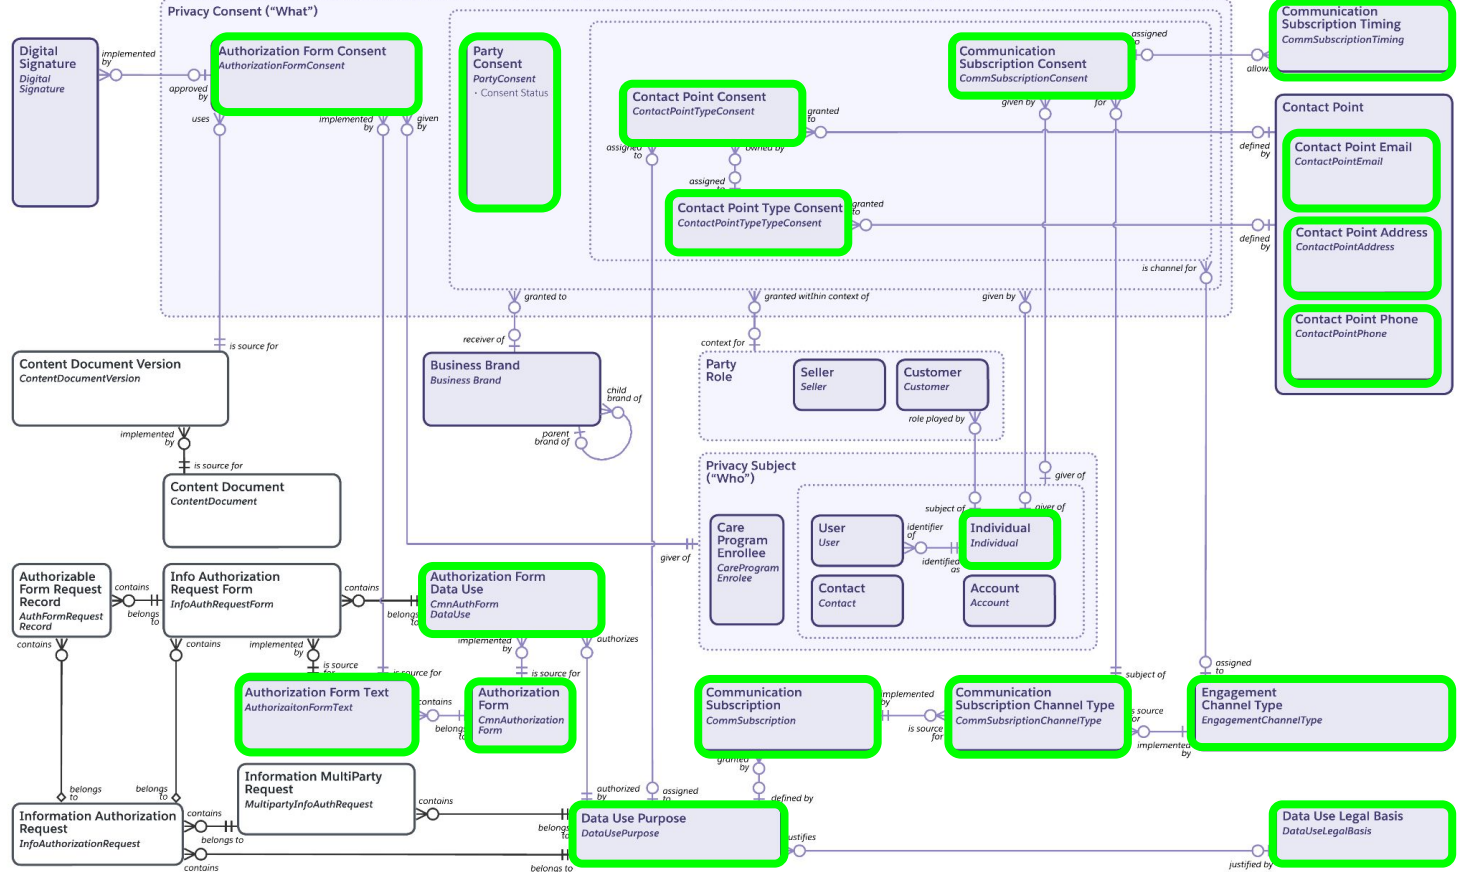 Privacy Consent (“What”)
Digital
Signature
Digital
Signature
implemented
by
approved
by
Authorization Form Consent
AuthorizationFormConsent
uses
implemented
by
given
by
Party
Consent
PartyConsent
- Consent Status
Contact Point Consent
ContactPointTypeConsent
granted
to
assigned
to
owned by
assigned
to
Contact Point Type Consent
ContactPointTypeTypeConsent
granted
to
Communication
Subscription Consent
CommSubscriptionConsent
given by
for
assigned
to
allow
Communication
Subscription Timing
CommSubscriptionTiming
Contact Point
defined
by
Contact Point Email
ContactPointEmail
Contact Point Address
ContactPointAddress
defined
by
Contact Point Phone
ContactPointPhone
is channel for
granted to
granted witlhin context of
given by
is source for
receiver of
context for
Content Document Version
ContentDocumentVersion
Business Brand
Business Brand
child
brand of
parent
brand of
Party
Role
Seller
Seller
Customer
Customer
role played by
implemented
by
is source for
Content Document
ContentDocument
Privacy Subject
(“Who”)
giver of
subject of
giver of
Care
Program
Enrollee
CareProgram
Enrolee
User
User
identifier
of
identified
as
Individual
Individual
Contact
Contact
Account
Account
giver of
Authorizable
Form Request
Record
AuthFormRequest
Record
contains
belongs
to
Info Authorization
Request Form
InfoAuthRequestForm
contains
belongs
to
Authorization Form
Data Use
CmnAuthForm
DataUse
contains
contains
implemented
by
is source
for
is source for
implemented
by
is source for
authorizes
Authorization Form Text
AuthorizaitonFormText
contains
belongs
to
Authorization
Form
CmnAuthorization
Form
Communication
Subscription
CommSubscription
implemented
by
is source
for
Communication
Subscription Channel Type
CommSubsriptionChannelType
subject of
is source
for
implemented
by
assigned
to
Engagement
Channel Type
EngagementChannelType
granted
by
defined by
belongs
to
belongs
to
Information MultiParty
Request
MultipartyInfoAuthRequest
contains
authorized
by
assigned
to
Information Authorization
Request
InfoAuthorizationRequest
contains
belongs to
contains
belongs
to
belongs to
Data Use Purpose
DataUsePurpose
justifies
justified by
Data Use Legal Basis
DataUseLegalBasis